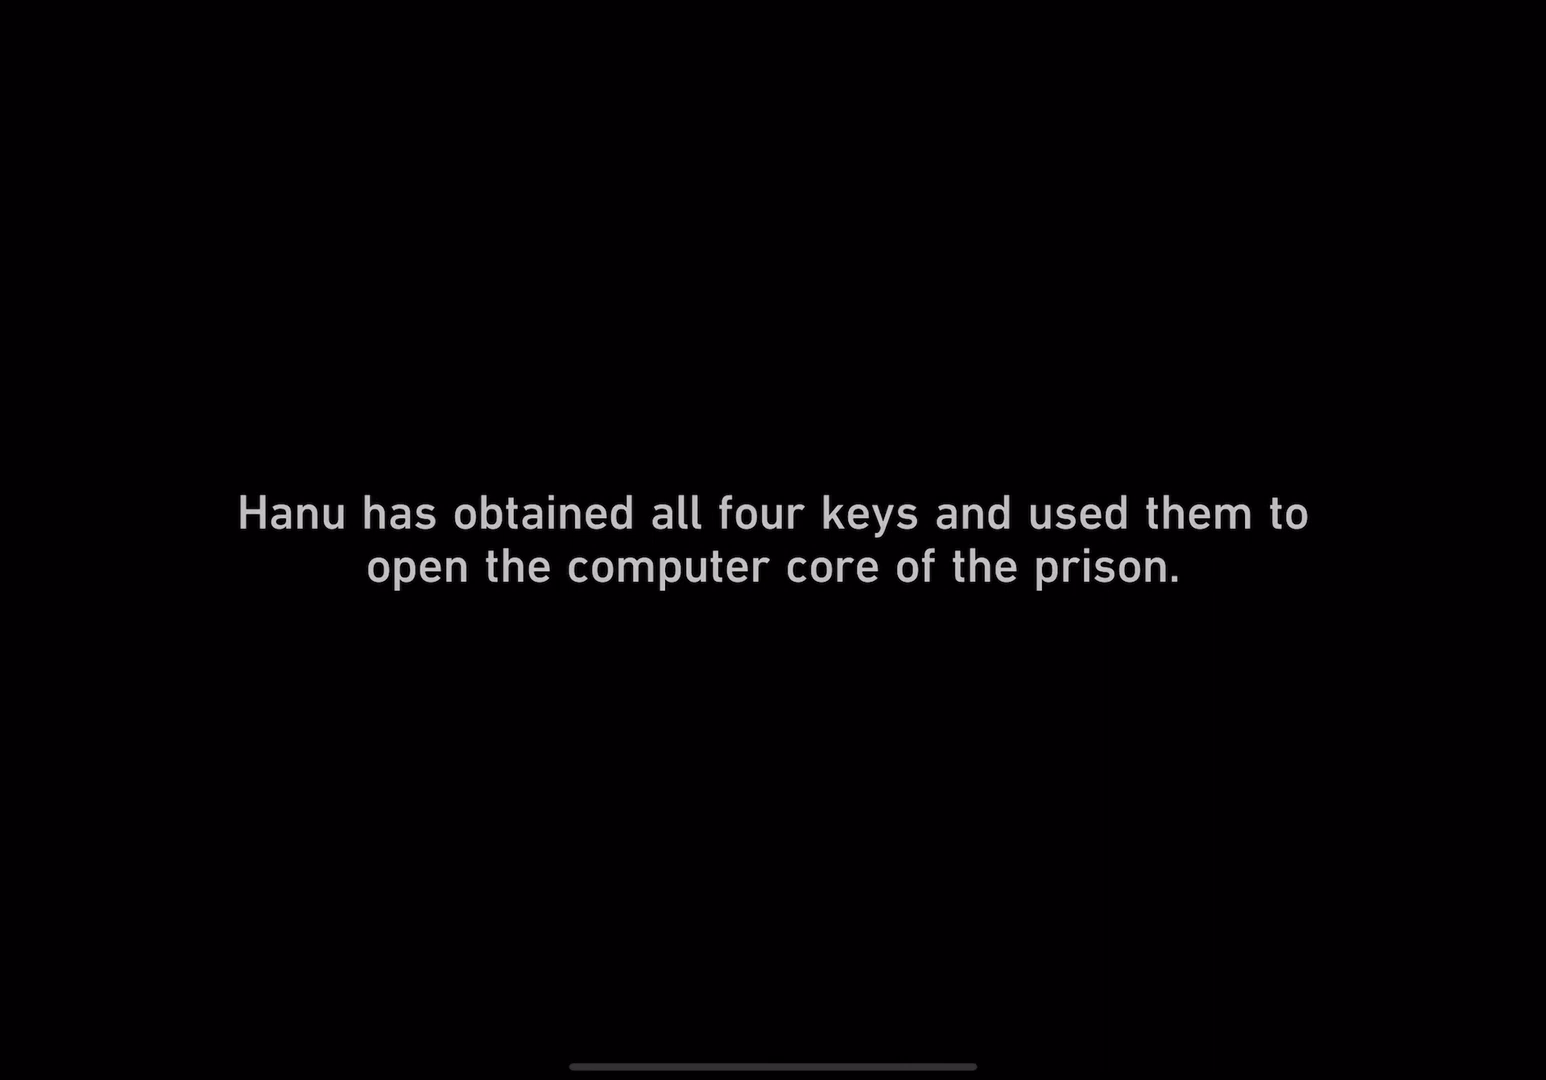 Hanu has obtained all four keys and used them to
open the computer core of the prison.